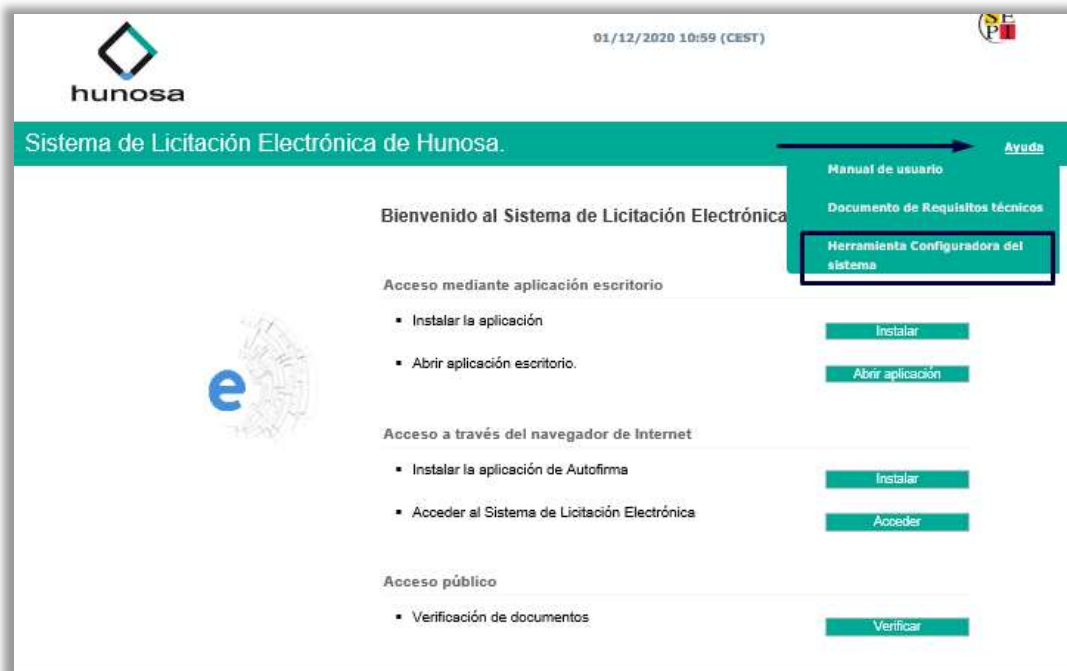 01/12/2020 10:59 (CEST)
SE
PT
hunosa
Sistema de Licitación Electrónica de Hunosa.
Ayuda
Manual de usuario
Documento de Requisitos técnicos
Herramienta Configuradora del
sistema
Bienvenido al Sistema de Licitación Electrónica
Acceso mediante aplicación escritorio
▪ Instalar la aplicación
Instalar
▪ Abrir aplicación escritorio.
Abrir aplicación
e
Acceso a través del navegador de Internet
▪ Instalar la aplicación de Autofirma
Instalar
▪ Acceder al Sistema de Licitación Electrónica
Acceder
Acceso público
▪ Verificación de documentos
Verificar